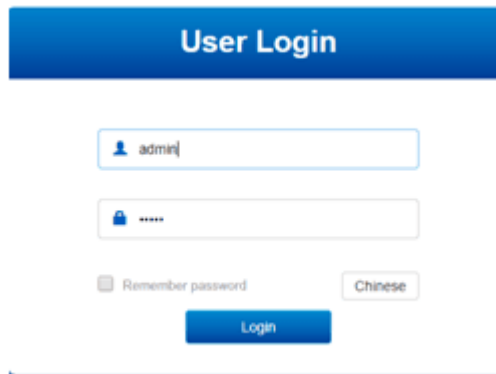 User Login
admin
•••••
Remember password
Chinese
Login